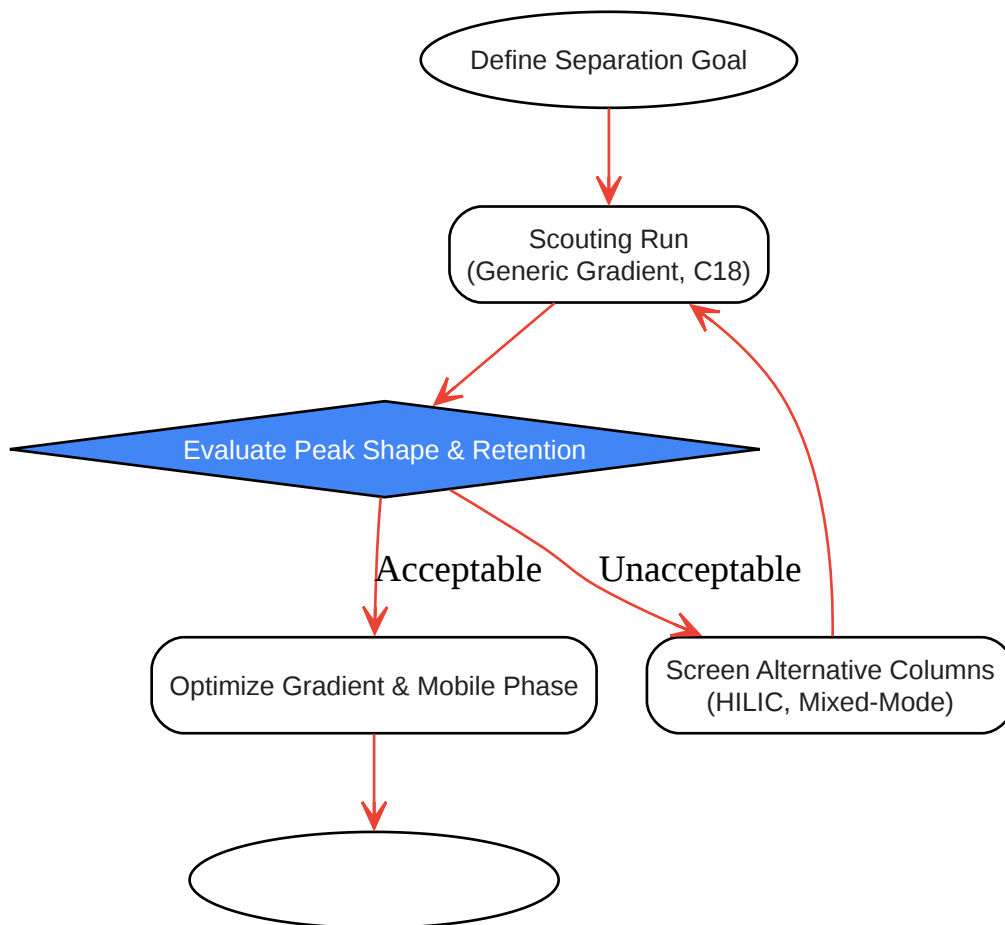 Define Separation Goal
Scouting Run
(Generic Gradient, C18)
Evaluate Peak Shape & Retention
Acceptable
Unacceptable
Optimize Gradient & Mobile Phase
Screen Alternative Columns
(HILIC, Mixed-Mode)